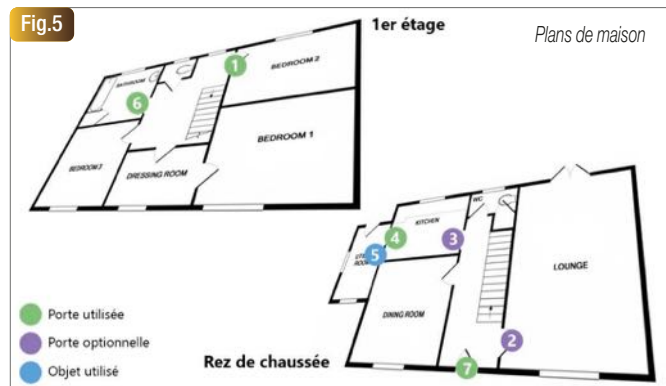 Fig.5
1er étage
Plans de maison
1
BEDROOM 2
BATHROOM
6
BEDROOM 1
BEDROOM 3
DRESSING ROOM
WC
KITCHEN
4
3
5
LOUNGE
DINING ROOM
2
7
Porte utilisée
Porte optionnelle
Objet utilisé
Rez de chaussée